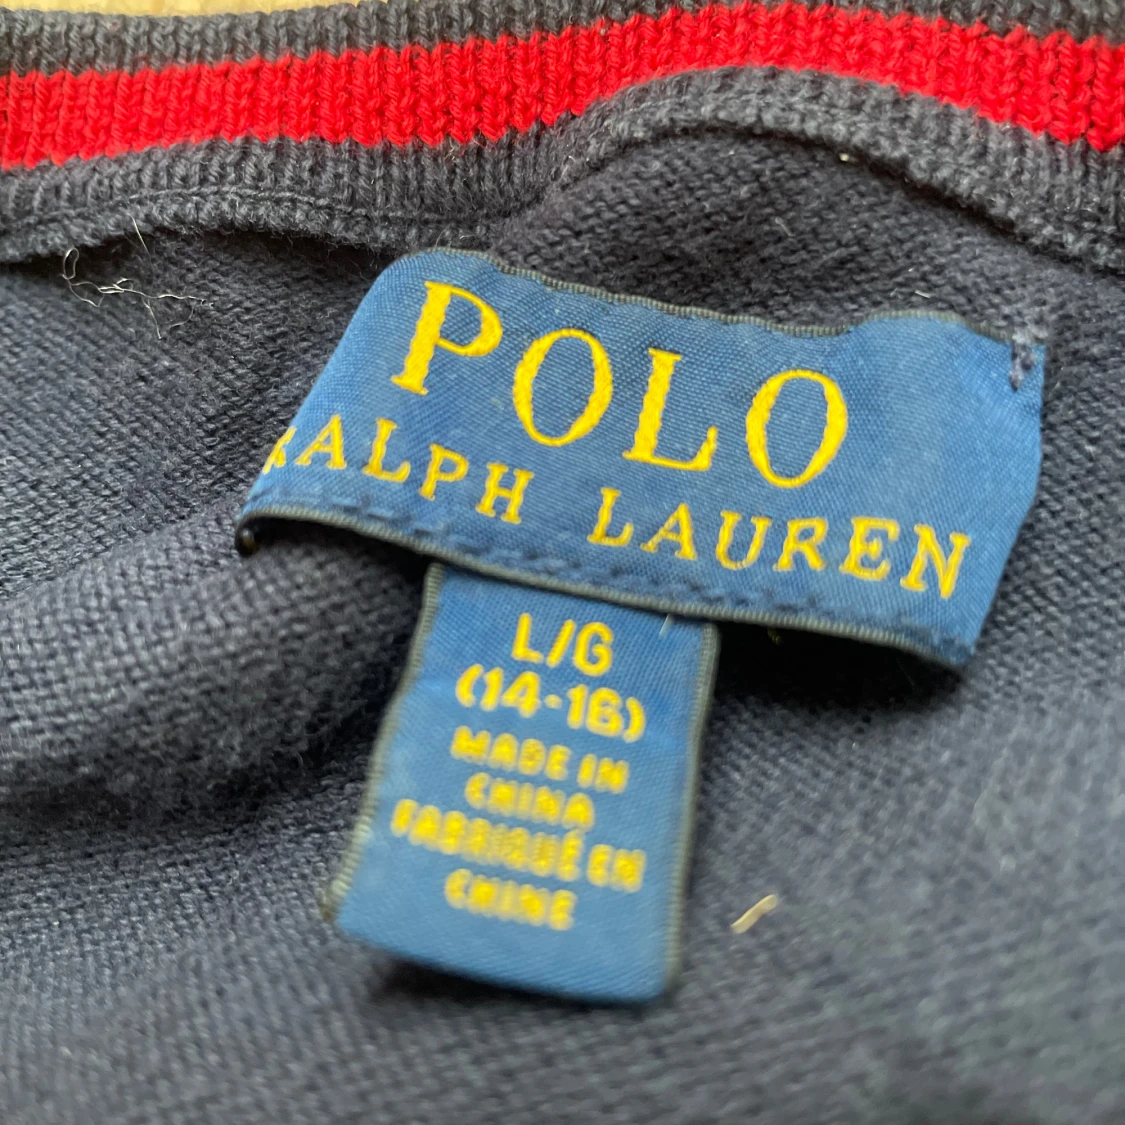 POLO
RALPH LAUREN
L/G
(14-16)
MADE IN
CHINA
FABRIQUÉ EN
CHINE